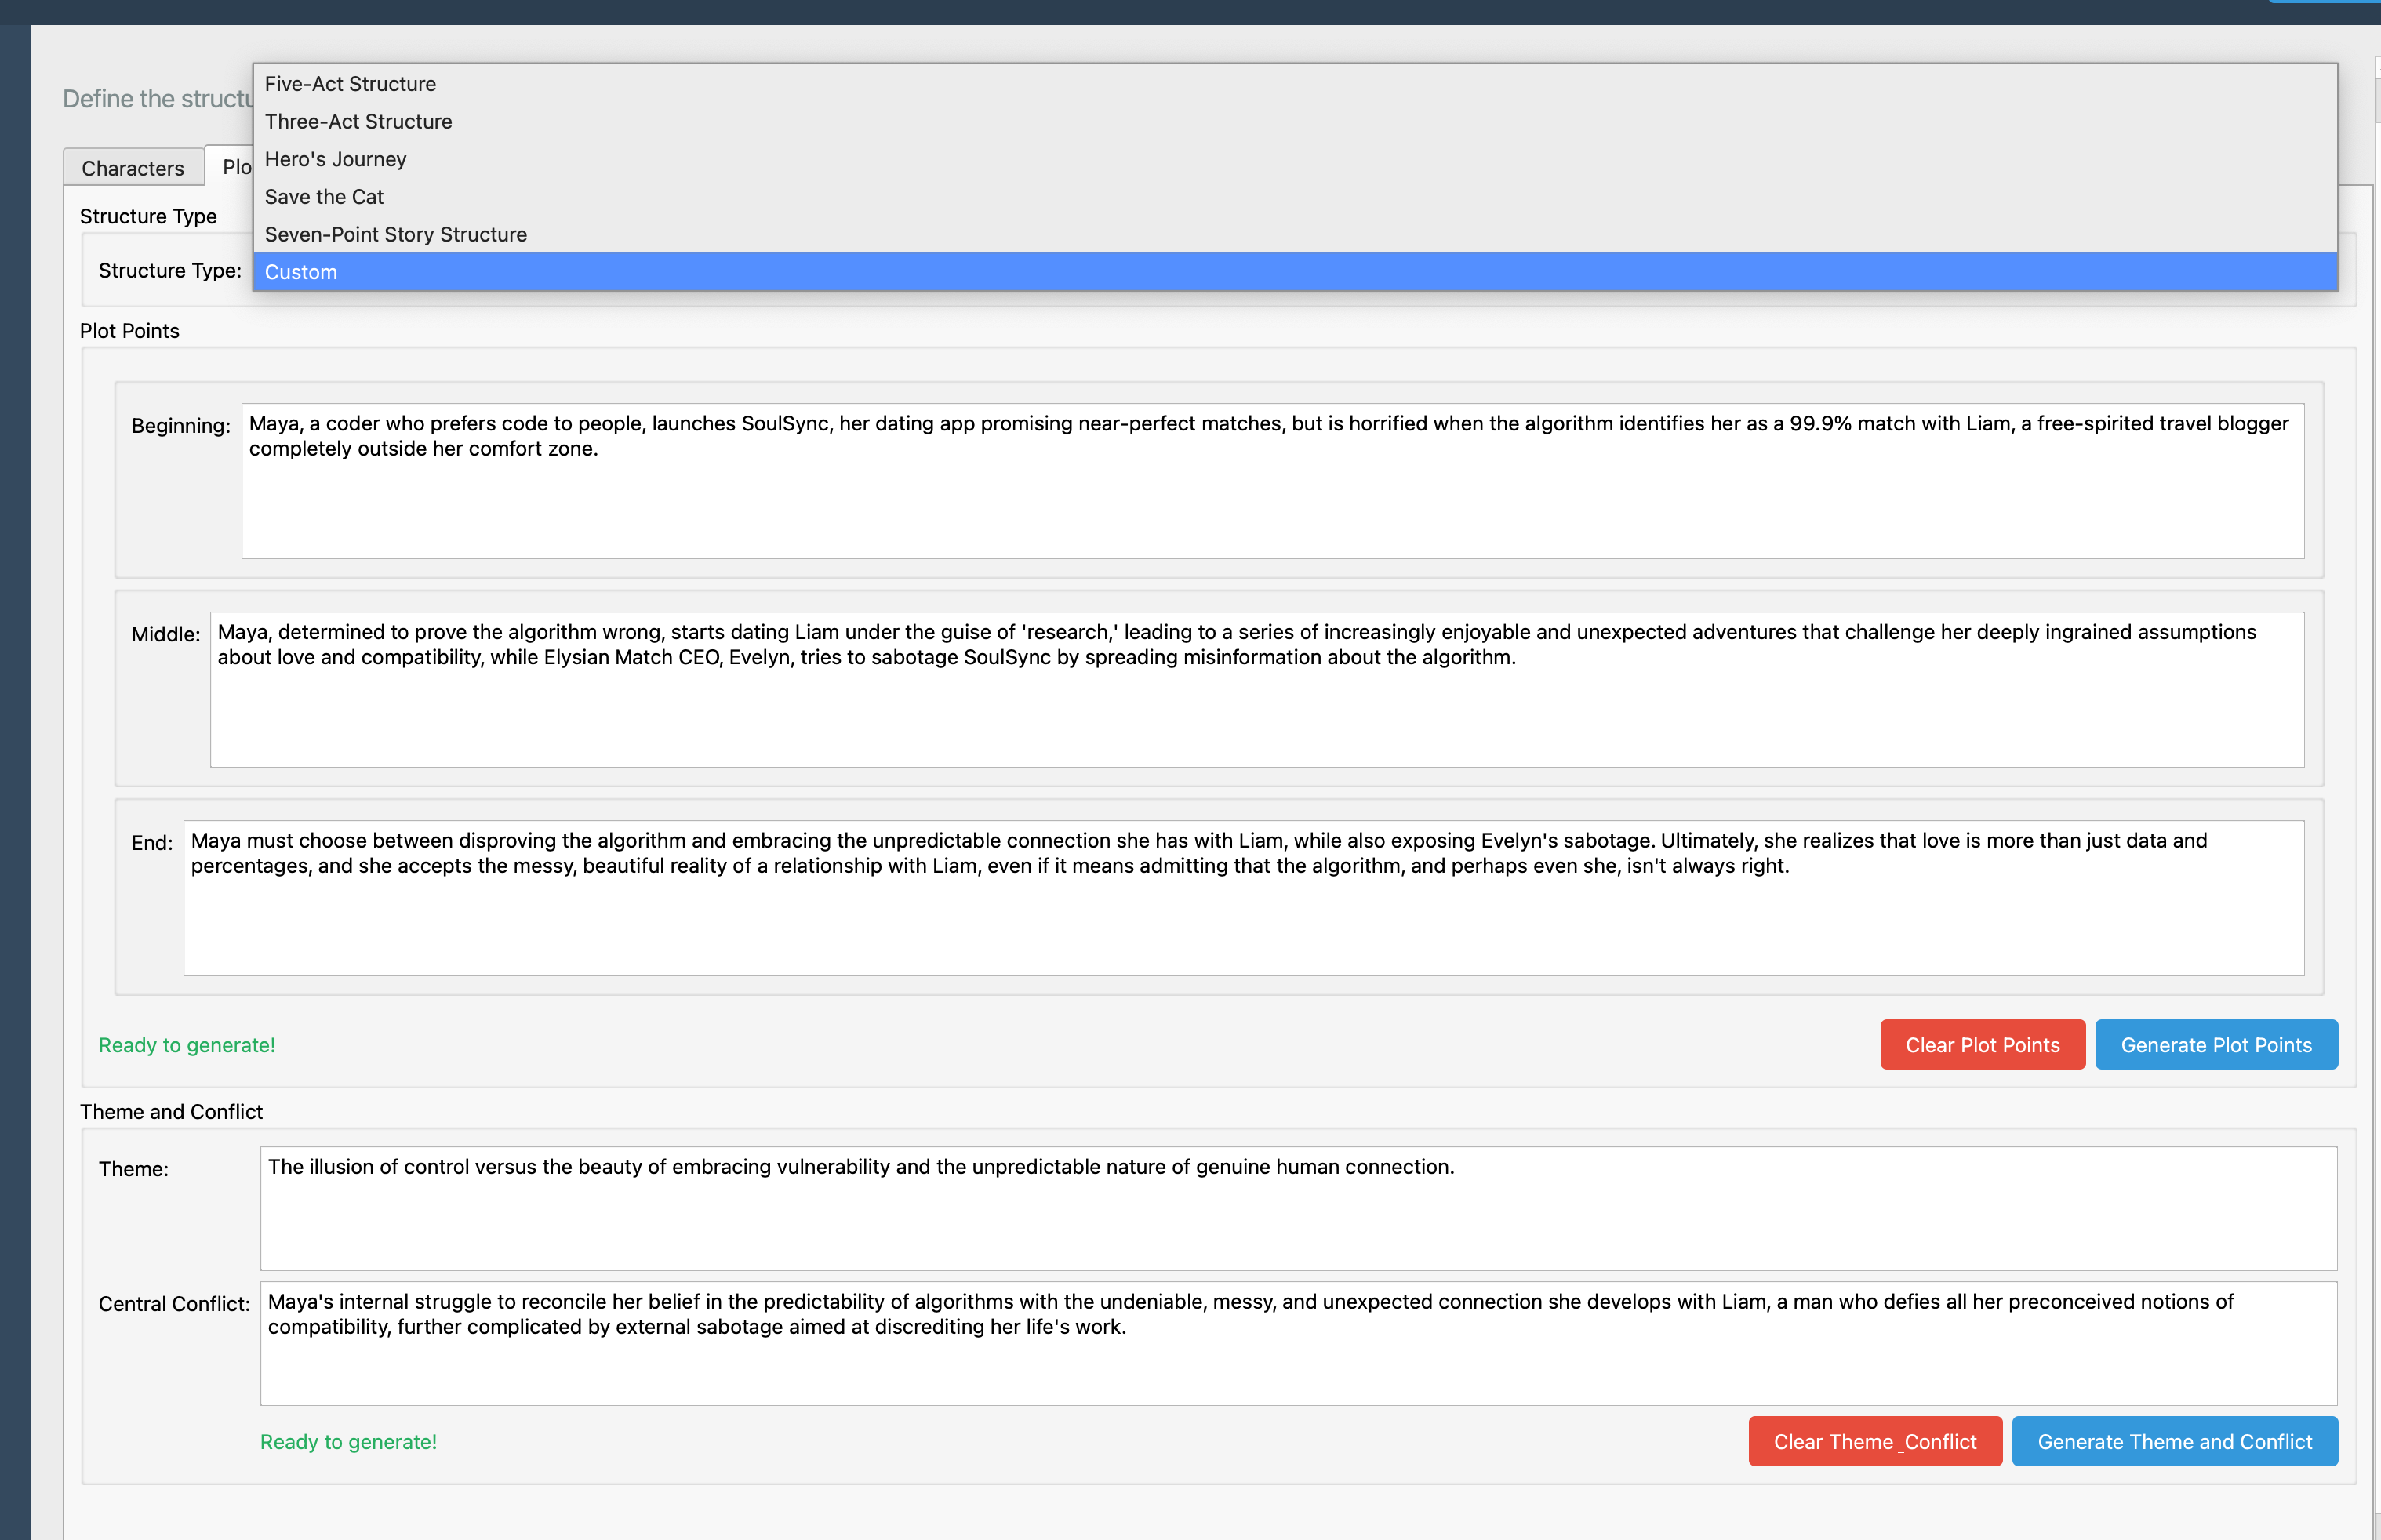 Define the structu
Five-Act Structure
Three-Act Structure
Hero's Journey
Save the Cat
Seven-Point Story Structure
Custom
Characters
Plo
Structure Type
Structure Type:
Plot Points
Beginning:
Maya, a coder who prefers code to people, launches SoulSync, her dating app promising near-perfect matches, but is horrified when the algorithm identifies her as a 99.9% match with Liam, a free-spirited travel blogger
completely outside her comfort zone.
Middle:
Maya, determined to prove the algorithm wrong, starts dating Liam under the guise of 'research,' leading to a series of increasingly enjoyable and unexpected adventures that challenge her deeply ingrained assumptions
about love and compatibility, while Elysian Match CEO, Evelyn, tries to sabotage SoulSync by spreading misinformation about the algorithm.
End:
Maya must choose between disproving the algorithm and embracing the unpredictable connection she has with Liam, while also exposing Evelyn's sabotage. Ultimately, she realizes that love is more than just data and
percentages, and she accepts the messy, beautiful reality of a relationship with Liam, even if it means admitting that the algorithm, and perhaps even she, isn't always right.
Ready to generate!
Clear Plot Points
Generate Plot Points
Theme and Conflict
Theme:
The illusion of control versus the beauty of embracing vulnerability and the unpredictable nature of genuine human connection.
Central Conflict:
Maya's internal struggle to reconcile her belief in the predictability of algorithms with the undeniable, messy, and unexpected connection she develops with Liam, a man who defies all her preconceived notions of
compatibility, further complicated by external sabotage aimed at discrediting her life's work.
Ready to generate!
Clear Theme _Conflict
Generate Theme and Conflict